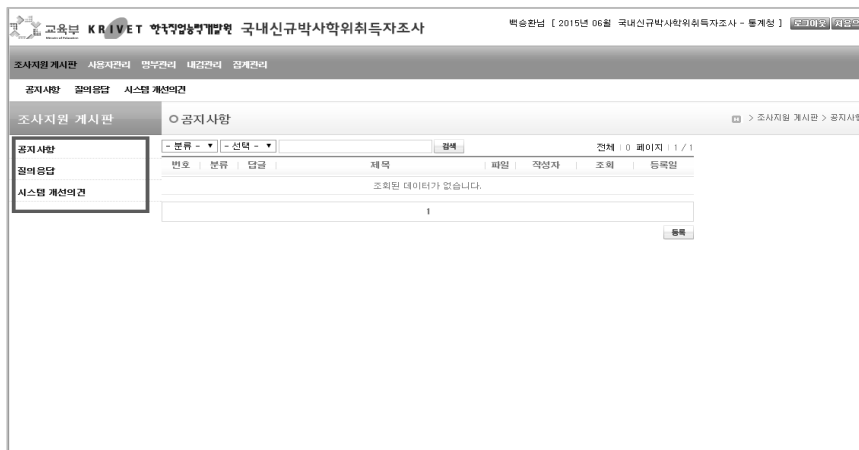 교육부 KRIVET 한국직업능력개발원 국내신규박사학위취득자조사
백승환님 [ 2015년 06월 국내신규박사학위취득자조사 - 통계청 ] 로그아웃
조사지원게시판 사용자관리 명부관리 내검관리 집계관리
공지사항 질의응답 시스템 개선의견
조사지원 게시판
공지사항
질의응답
시스템 개선의견
공지사항
> 조사지원 게시판 > 공지사항
- 분류 - - 선택 - 검색 전체 | 0 페이지 | 1 / 1
번호 분류 답글 제목 파일 작성자 조회 등록일
조회된 데이터가 없습니다.
1
등록